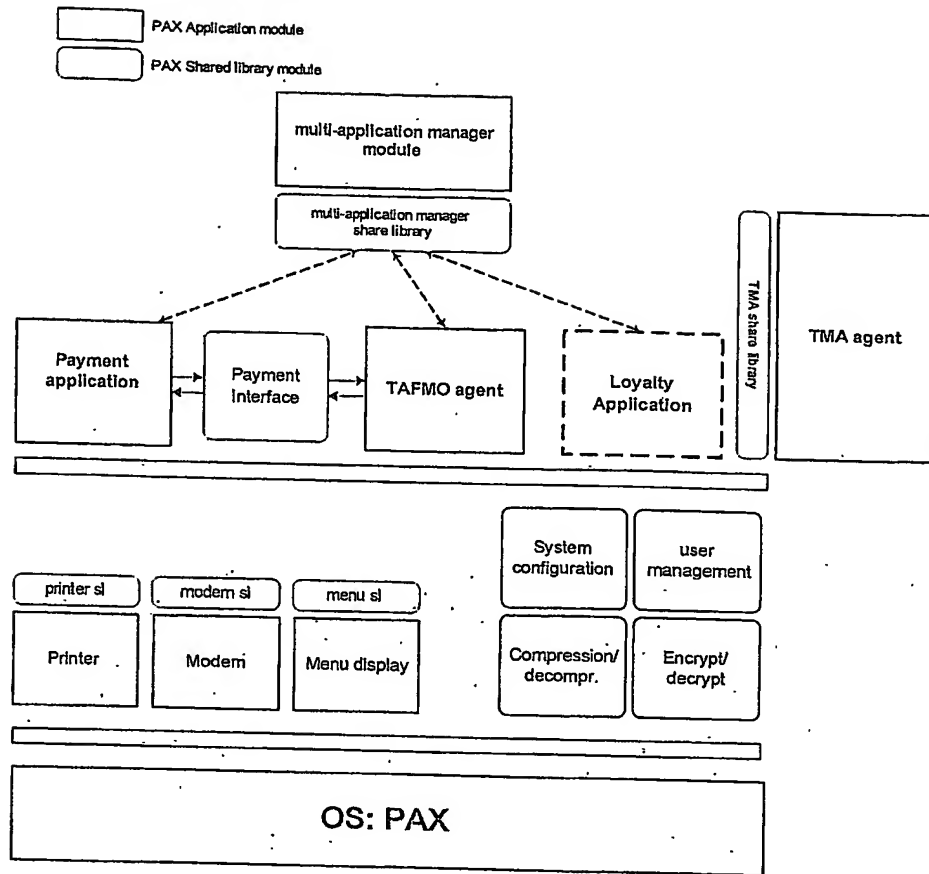 PAX Application module
PAX Shared library module
multi-application manager
module
multi-application manager
share library
Payment
application
Payment
Interface
TAFMO agent
Loyalty
Application
TMA share library
TMA agent
System
configuration
user
management
printer sl
modem sl
menu sl
Printer
Modem
Menu display
Compression/
decompr.
Encrypt/
decrypt
OS: PAX